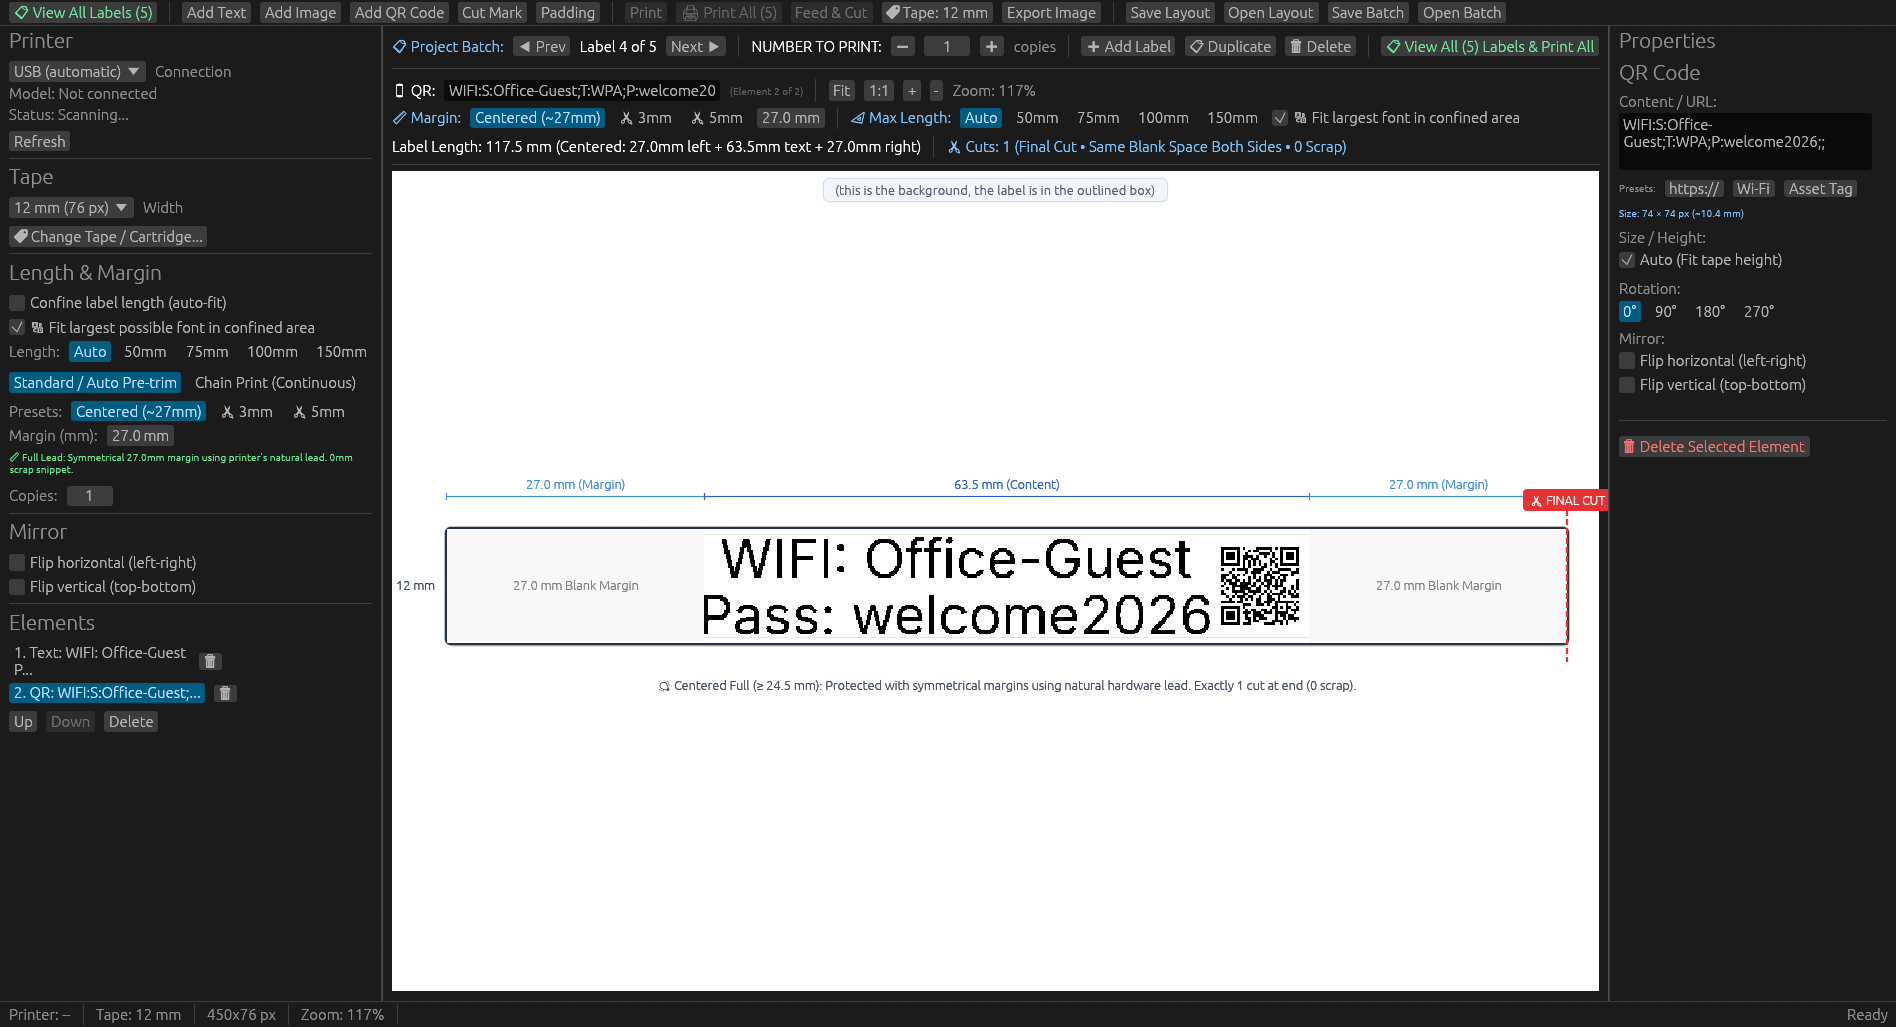 View All Labels (5)
Add Text
Add Image
Add QR Code
Cut Mark
Padding
Print
Print All (5)
Feed & Cut
Tape: 12 mm
Export Image
Save Layout
Open Layout
Save Batch
Open Batch
Printer
USB (automatic)
Connection
Model: Not connected
Status: Scanning...
Refresh
Tape
12 mm (76 px)
Width
Change Tape / Cartridge...
Length & Margin
Confine label length (auto-fit)
Fit largest possible font in confined area
Length:
Auto
50mm
75mm
100mm
150mm
Standard / Auto Pre-trim
Chain Print (Continuous)
Presets:
Centered (~27mm)
3mm
5mm
Margin (mm):
27.0 mm
Full Lead: Symmetrical 27.0mm margin using printer's natural lead. 0mm
scrap snippet.
Copies:
1
Mirror
Flip horizontal (left-right)
Flip vertical (top-bottom)
Elements
1. Text: WIFI: Office-Guest
P...
2. QR: WIFI:S:Office-Guest;...
Up
Down
Delete
Project Batch:
Prev
Label 4 of 5
Next
NUMBER TO PRINT:
1
copies
Add Label
Duplicate
Delete
View All (5) Labels & Print All
QR:
WIFI:S:Office-Guest;T:WPA;P:welcome20
(Element 2 of 2)
Fit
1:1
+
-
Zoom: 117%
Margin:
Centered (~27mm)
3mm
5mm
27.0 mm
Max Length:
Auto
50mm
75mm
100mm
150mm
Fit largest font in confined area
Label Length: 117.5 mm (Centered: 27.0mm left + 63.5mm text + 27.0mm right)
Cuts: 1 (Final Cut • Same Blank Space Both Sides • 0 Scrap)
(this is the background, the label is in the outlined box)
27.0 mm (Margin)
63.5 mm (Content)
27.0 mm (Margin)
FINAL CUT
12 mm
27.0 mm Blank Margin
WIFI: Office-Guest
Pass: welcome2026
27.0 mm Blank Margin
Centered Full (≥ 24.5 mm): Protected with symmetrical margins using natural hardware lead. Exactly 1 cut at end (0 scrap).
Properties
QR Code
Content / URL:
WIFI:S:Office-
Guest;T:WPA;P:welcome2026;;
Presets:
https://
Wi-Fi
Asset Tag
Size: 74 × 74 px (~10.4 mm)
Size / Height:
Auto (Fit tape height)
Rotation:
0°
90°
180°
270°
Mirror:
Flip horizontal (left-right)
Flip vertical (top-bottom)
Delete Selected Element
Printer: --
Tape: 12 mm
450x76 px
Zoom: 117%
Ready